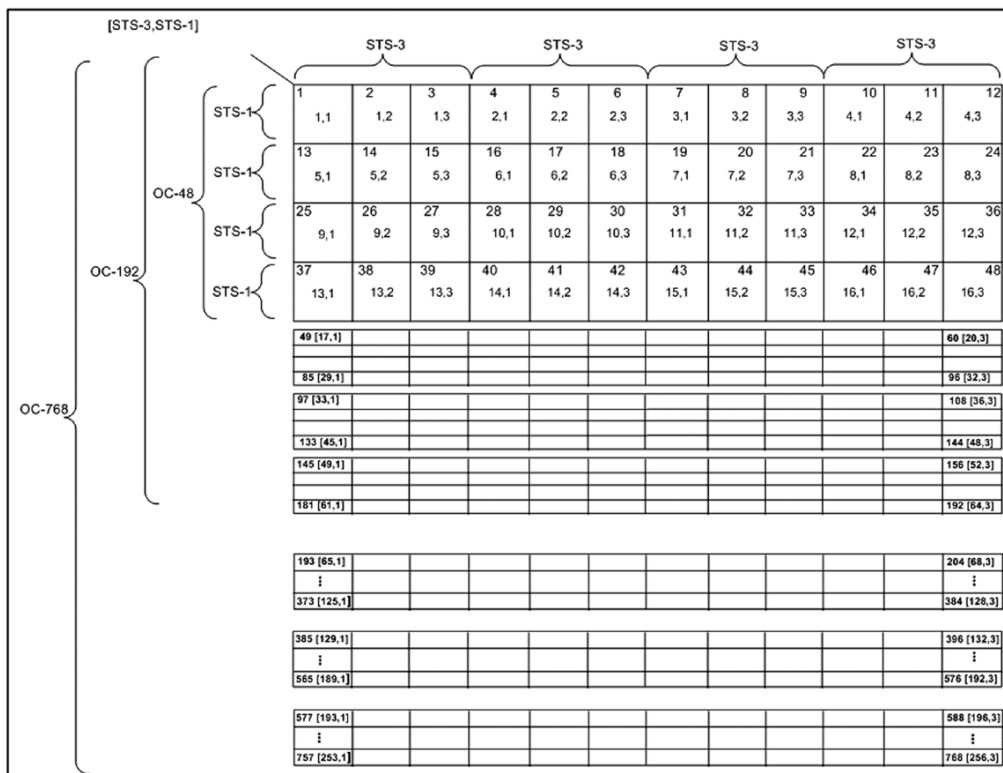 [STS-3,STS-1]
STS-3 STS-3 STS-3 STS-3
1 2 3 4 5 6 7 8 9 10 11 12
STS-1 1,1 1,2 1,3 2,1 2,2 2,3 3,1 3,2 3,3 4,1 4,2 4,3
13 14 15 16 17 18 19 20 21 22 23 24
STS-1 5,1 5,2 5,3 6,1 6,2 6,3 7,1 7,2 7,3 8,1 8,2 8,3
OC-48
25 26 27 28 29 30 31 32 33 34 35 36
STS-1 9,1 9,2 9,3 10,1 10,2 10,3 11,1 11,2 11,3 12,1 12,2 12,3
OC-192
37 38 39 40 41 42 43 44 45 46 47 48
STS-1 13,1 13,2 13,3 14,1 14,2 14,3 15,1 15,2 15,3 16,1 16,2 16,3
49 [17,1] 60 [20,3]
85 [29,1] 96 [32,3]
97 [33,1] 108 [36,3]
OC-768
133 [45,1] 144 [48,3]
145 [49,1] 156 [52,3]
181 [61,1] 192 [64,3]
193 [65,1] 204 [68,3]
⋮ ⋮
373 [125,1] 384 [128,3]
385 [129,1] 396 [132,3]
⋮ ⋮
565 [189,1] 576 [192,3]
577 [193,1] 588 [196,3]
⋮ ⋮
757 [253,1] 768 [256,3]